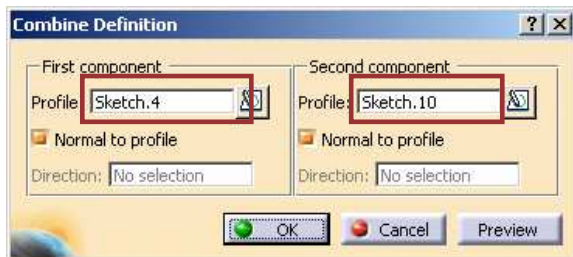 Combine Definition ? ×
First component Second component
Profile: Sketch.4 Profile: Sketch.10
Normal to profile Normal to profile
Direction: No selection Direction: No selection
OK Cancel Preview